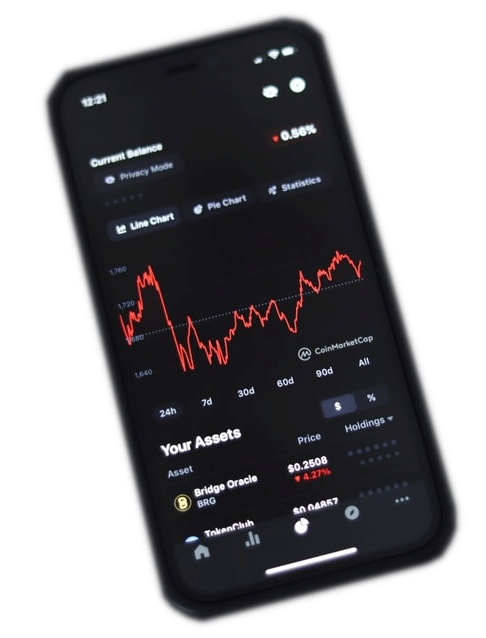 12:21
Current Balance
▼ 0.56%
Privacy Mode
Line Chart
Pie Chart
Statistics
1,760
1,720
1,680
1,640
CoinMarketCap
24h
7d
30d
60d
90d
All
$
%
Your Assets
Asset
Price
Holdings
Bridge Oracle
BRG
$0.2508
▼ 4.27%
TokenClub
$0.04857